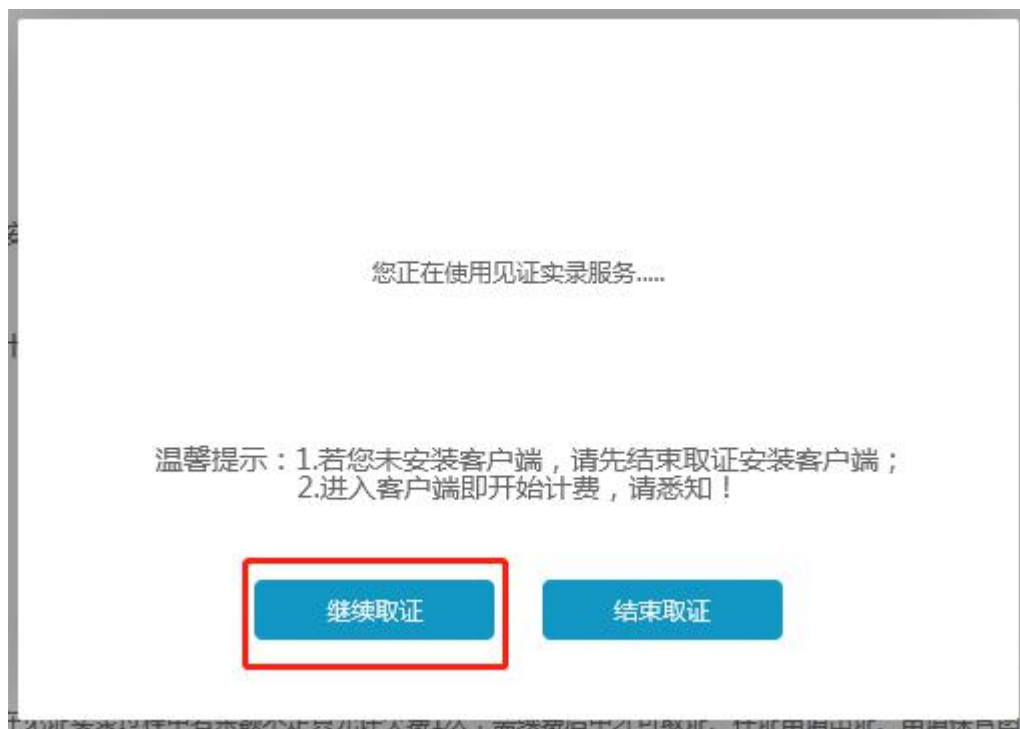 您正在使用见证实录服务.....
温馨提示：1.若您未安装客户端，请先结束取证安装客户端；
2.进入客户端即开始计费，请悉知！
继续取证
结束取证